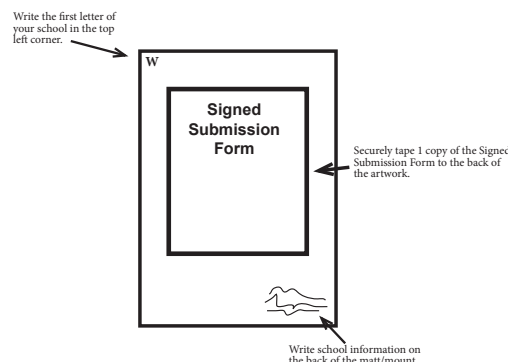 Write the first letter of
your school in the top
left corner.
W
Signed
Submission
Form
Securely tape 1 copy of the Signed
Submission Form to the back of
the artwork.
Write school information on
the back of the matt/mount